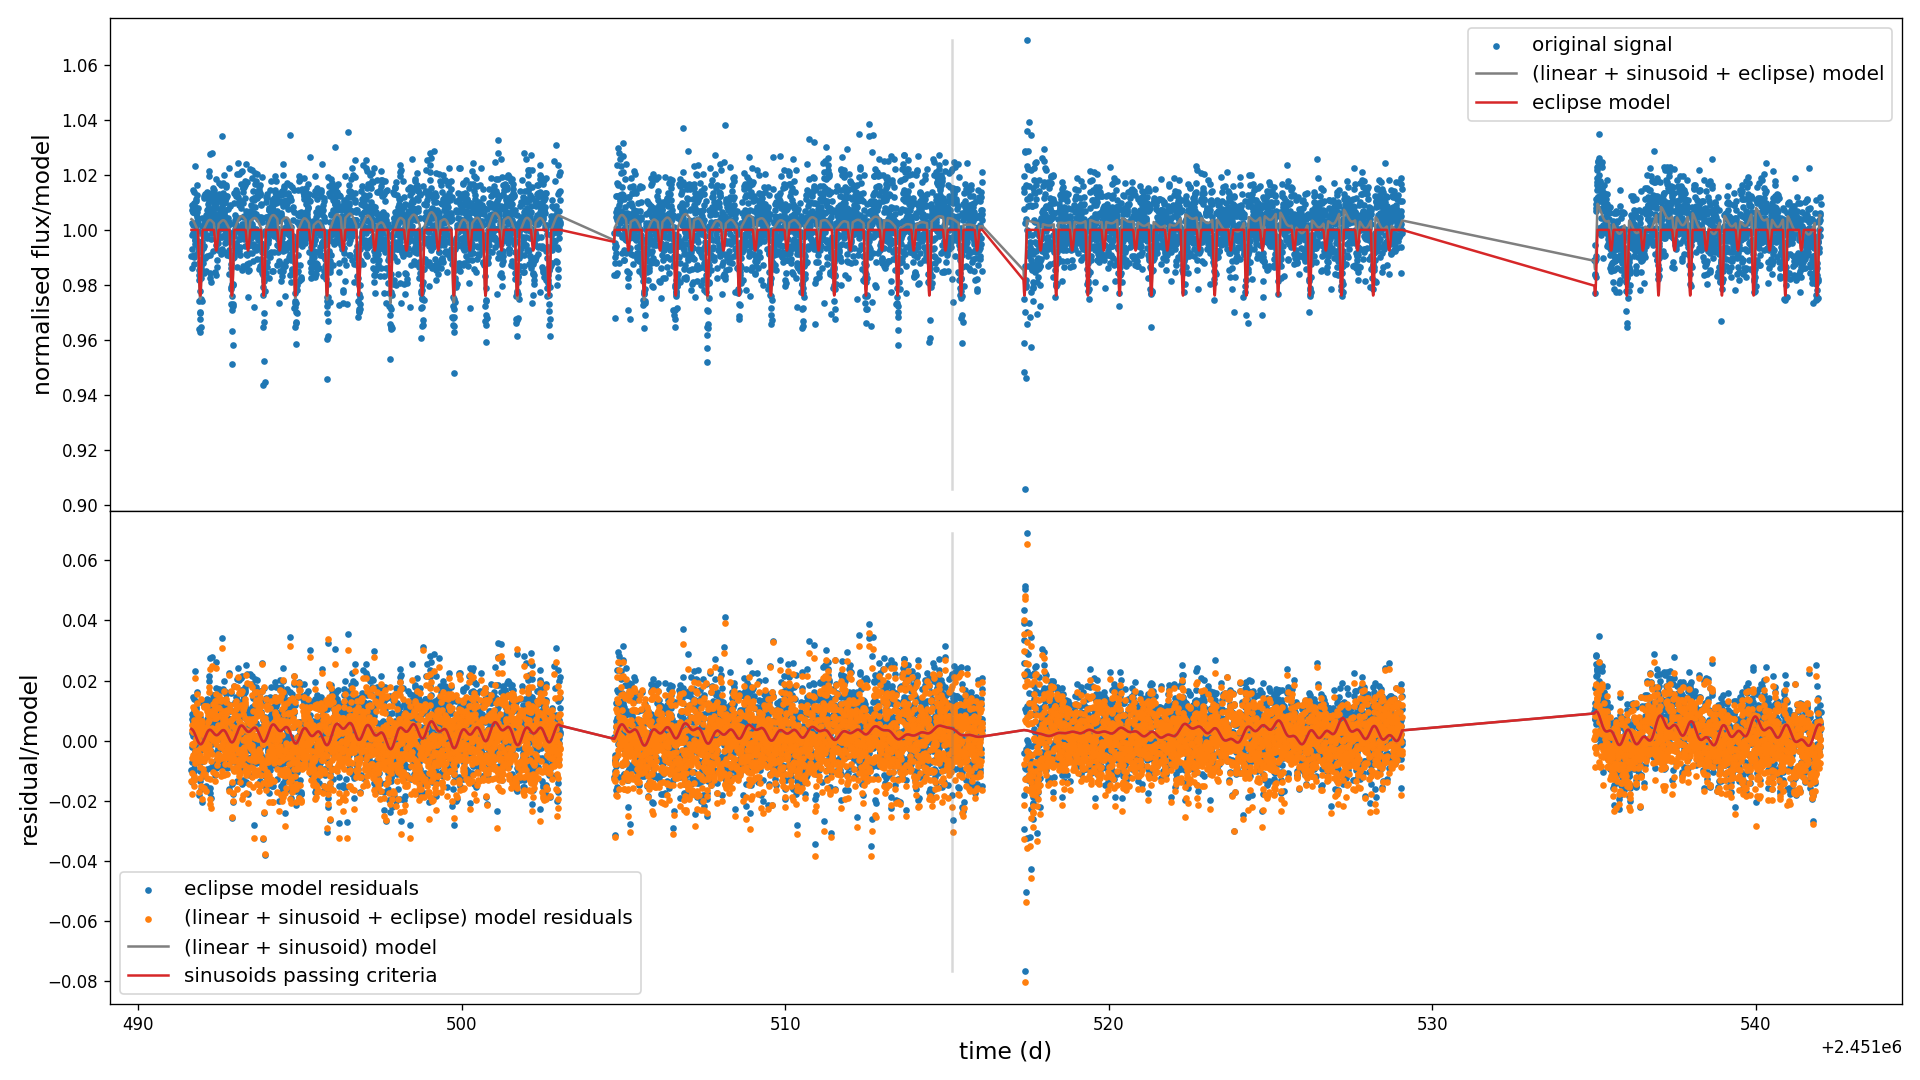 normalised flux/model
1.06
1.04
1.02
1.00
0.98
0.96
0.94
0.92
0.90
original signal
(linear + sinusoid + eclipse) model
eclipse model
residual/model
0.06
0.04
0.02
0.00
−0.02
−0.04
−0.06
−0.08
eclipse model residuals
(linear + sinusoid + eclipse) model residuals
(linear + sinusoid) model
sinusoids passing criteria
490 500 510 520 530 540
+2.451e6
time (d)